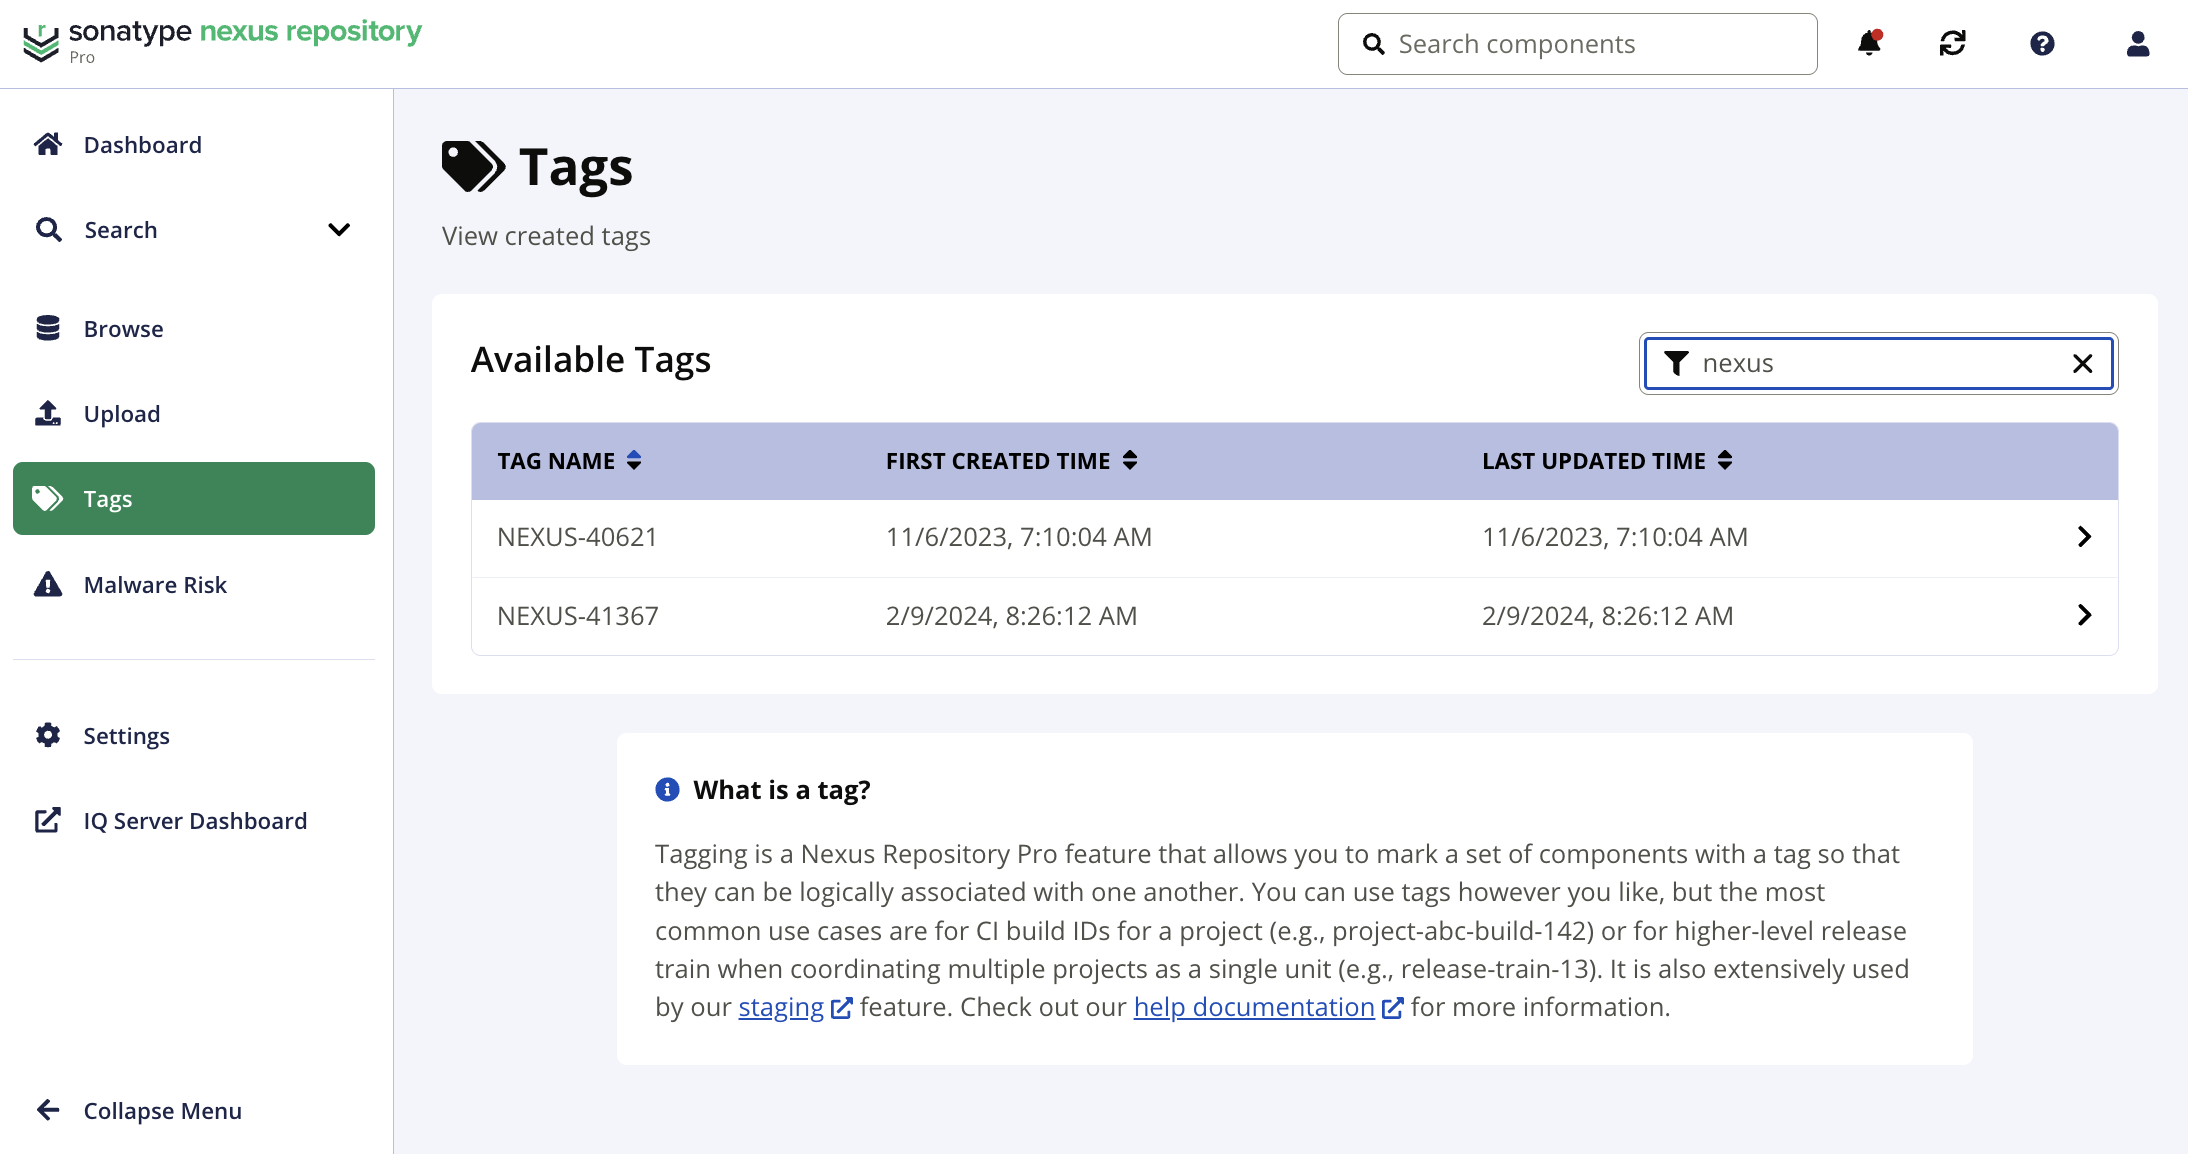 sonatype nexus repository
Pro
Search components
Dashboard
Search
Browse
Upload
Tags
Malware Risk
Settings
IQ Server Dashboard
Collapse Menu
Tags
View created tags
Available Tags
nexus
TAG NAME FIRST CREATED TIME LAST UPDATED TIME
NEXUS-40621 11/6/2023, 7:10:04 AM 11/6/2023, 7:10:04 AM
NEXUS-41367 2/9/2024, 8:26:12 AM 2/9/2024, 8:26:12 AM
What is a tag?
Tagging is a Nexus Repository Pro feature that allows you to mark a set of components with a tag so that
they can be logically associated with one another. You can use tags however you like, but the most
common use cases are for CI build IDs for a project (e.g., project-abc-build-142) or for higher-level release
train when coordinating multiple projects as a single unit (e.g., release-train-13). It is also extensively used
by our staging feature. Check out our help documentation for more information.